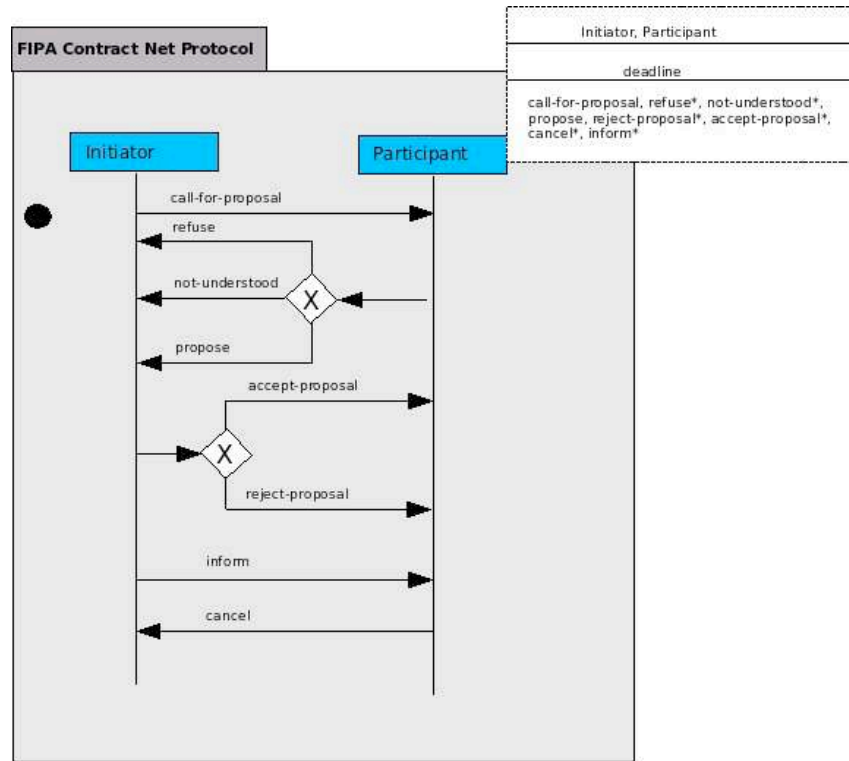 FIPA Contract Net Protocol
Initiator, Participant
deadline
call-for-proposal, refuse*, not-understood*,
propose, reject-proposal*, accept-proposal*,
cancel*, inform*
Initiator
Participant
call-for-proposal
refuse
not-understood
X
propose
accept-proposal
X
reject-proposal
inform
cancel